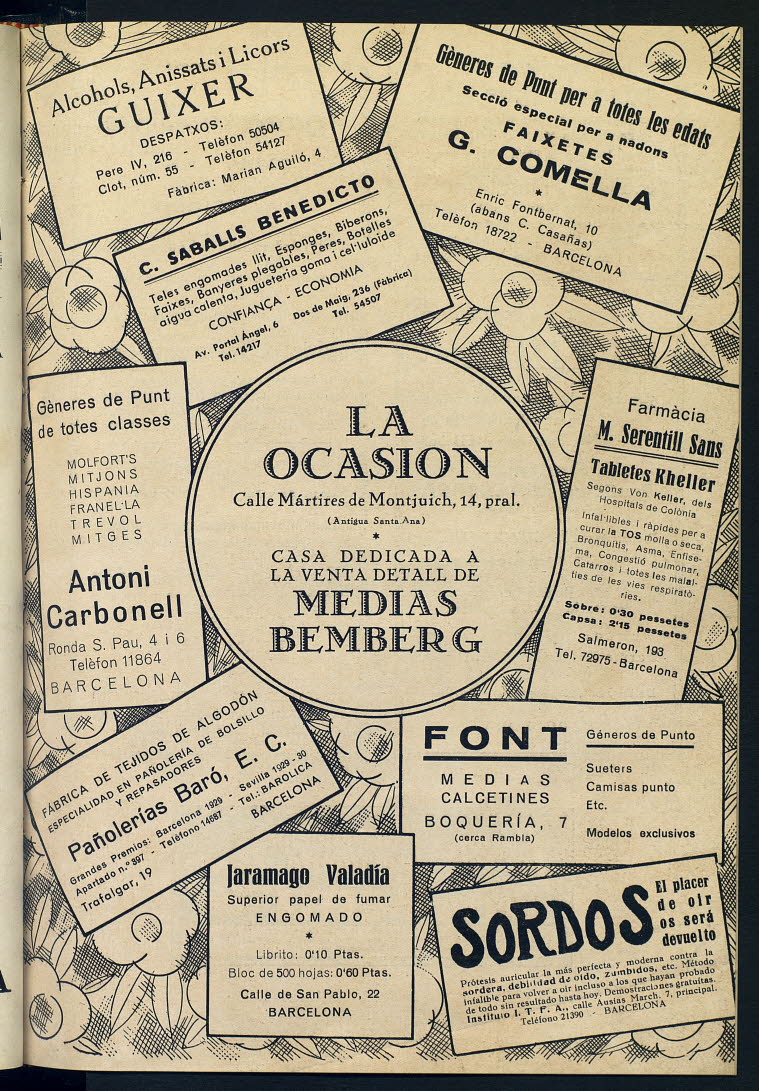 Alcohols, Anissats i Licors
GUIXER
DESPATXOS:
Pere IV, 216 - Telèfon 50504
Clot, núm. 55 - Telèfon 54127
Fàbrica: Marian Aguiló, 4
Gèneres de Punt per a totes les edats
Secció especial per a nadons
FAIXETES
G. COMELLA
*
Enric Fontbernat, 10
(abans C. Casañas)
Telèfon 18722 - BARCELONA
C. SABALLS BENEDICTO
Teles engomades llit, Esponges, Biberons,
Faixes, Banyeres plegables, Peres, Botelles
aigua calenta, Jugueteria goma i cel·luloide
CONFIANÇA - ECONOMIA
Av. Portal Ángel, 6 Dos de Maig, 236 (Fàbrica)
Tel. 14217 Tel. 54507
Gèneres de Punt
de totes classes
MOLFORT'S
MITJONS
HISPANIA
FRANEL·LA
TREVOL
MITGES
Antoni
Carbonell
Ronda S. Pau, 4 i 6
Telèfon 11864
BARCELONA
LA
OCASION
Calle Mártires de Montjuich, 14, pral.
(Antigua Santa Ana)
*
CASA DEDICADA A
LA VENTA DETALL DE
MEDIAS
BEMBERG
Farmàcia
M. Serentill Sans
Tabletes Kheller
Segons Von Keller, dels
Hospitals de Colònia
Infal·libles i ràpides per a
curar la TOS molla o seca,
Bronquitis, Asma, Enfise-
ma, Congestió pulmonar,
Catarros i totes les malal-
ties de les vies respiratò-
ries.
Sobre: 0'30 pessetes
Capsa: 2'15 pessetes
Salmeron, 193
Tel. 72975 - Barcelona
FÁBRICA DE TEJIDOS DE ALGODÓN
ESPECIALIDAD EN PAÑOLERÍA DE BOLSILLO
Y REPASADORES
Pañolerías Baró, E. C.
Grandes Premios: Barcelona 1929 - Sevilla 1929-30
Apartado n.º 897 - Teléfono 14687 - Tel.: BAROLICA
Trafalgar, 19 BARCELONA
FONT
MEDIAS
CALCETINES
BOQUERÍA, 7
(cerca Rambla)
Géneros de Punto
Sueters
Camisas punto
Etc.
Modelos exclusivos
Jaramago Valadía
Superior papel de fumar
ENGOMADO
*
Librito: 0'10 Ptas.
Bloc de 500 hojas: 0'60 Ptas.
Calle de San Pablo, 22
BARCELONA
SORDOS
El placer
de oir
os será
devuelto
Prótesis auricular la más perfecta y moderna contra la
sordera, debilidad de oído, zumbidos, etc. Método
infalible para volver a oir incluso a los que hayan probado
de todo sin resultado hasta hoy. Demostraciones gratuitas.
Instituto I. T. F. A., calle Ausias March, 7, principal.
Teléfono 21390 - BARCELONA